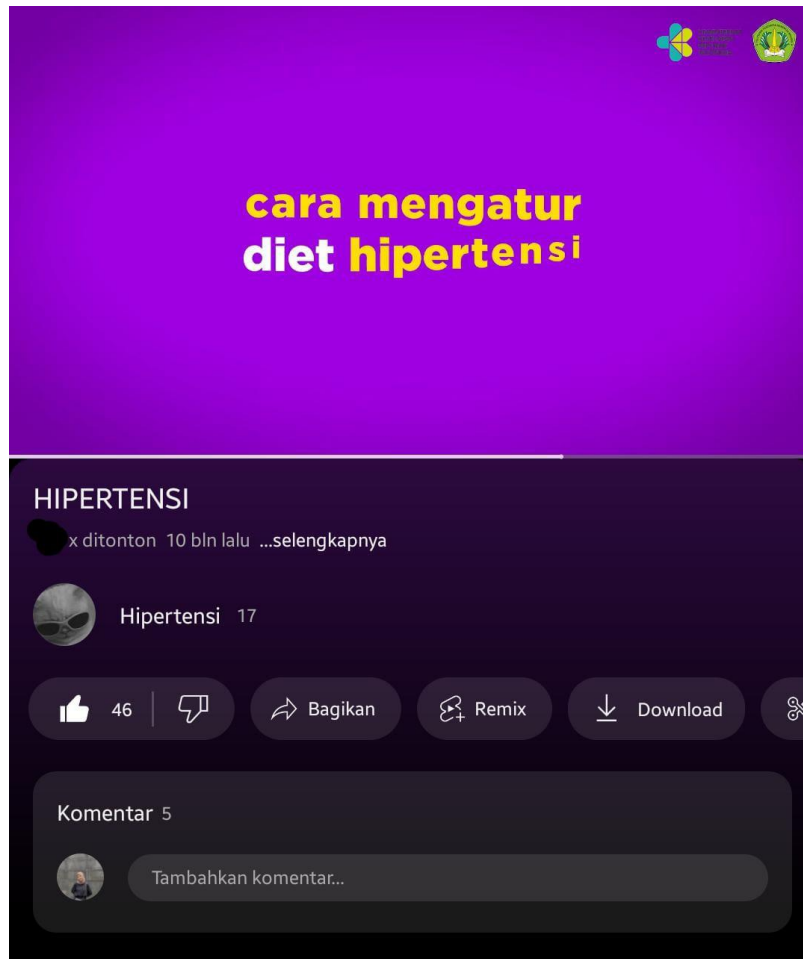 cara mengatur
diet hipertensi
HIPERTENSI
x ditonton 10 bln lalu ...selengkapnya
Hipertensi 17
46 Bagikan Remix Download
Komentar 5
Tambahkan komentar...